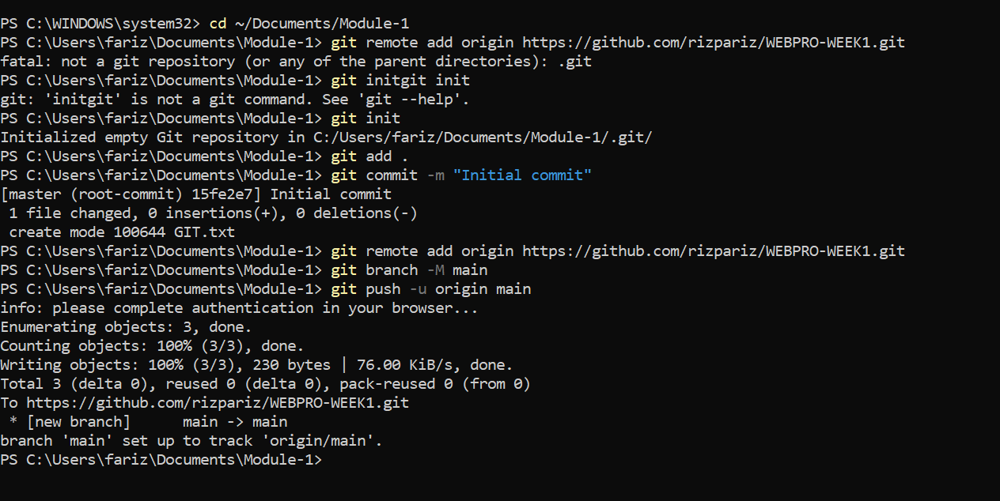 PS C:\WINDOWS\system32> cd ~/Documents/Module-1
PS C:\Users\fariz\Documents\Module-1> git remote add origin https://github.com/rizpariz/WEBPRO-WEEK1.git
fatal: not a git repository (or any of the parent directories): .git
PS C:\Users\fariz\Documents\Module-1> git initgit init
git: 'initgit' is not a git command. See 'git --help'.
PS C:\Users\fariz\Documents\Module-1> git init
Initialized empty Git repository in C:/Users/fariz/Documents/Module-1/.git/
PS C:\Users\fariz\Documents\Module-1> git add .
PS C:\Users\fariz\Documents\Module-1> git commit -m "Initial commit"
[master (root-commit) 15fe2e7] Initial commit
 1 file changed, 0 insertions(+), 0 deletions(-)
 create mode 100644 GIT.txt
PS C:\Users\fariz\Documents\Module-1> git remote add origin https://github.com/rizpariz/WEBPRO-WEEK1.git
PS C:\Users\fariz\Documents\Module-1> git branch -M main
PS C:\Users\fariz\Documents\Module-1> git push -u origin main
info: please complete authentication in your browser...
Enumerating objects: 3, done.
Counting objects: 100% (3/3), done.
Writing objects: 100% (3/3), 230 bytes | 76.00 KiB/s, done.
Total 3 (delta 0), reused 0 (delta 0), pack-reused 0 (from 0)
To https://github.com/rizpariz/WEBPRO-WEEK1.git
 * [new branch]      main -> main
branch 'main' set up to track 'origin/main'.
PS C:\Users\fariz\Documents\Module-1>